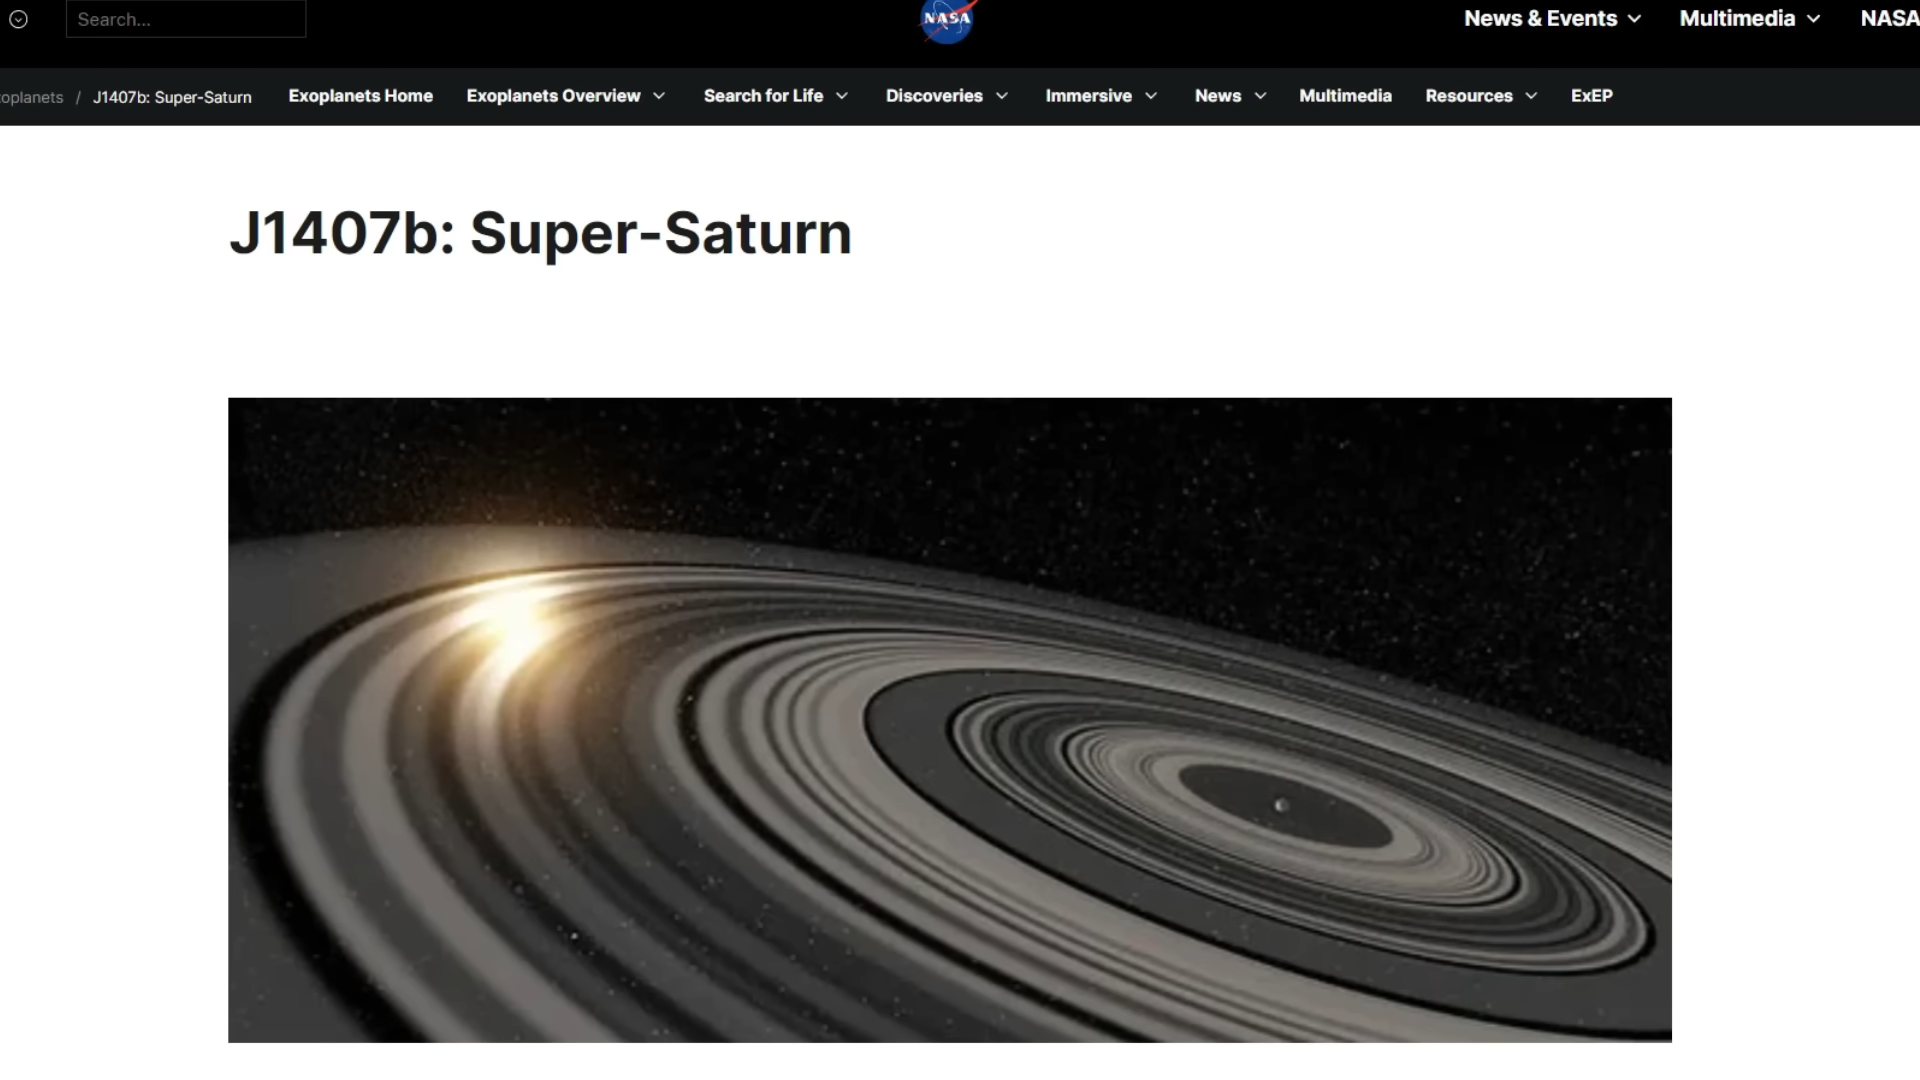 Search...
NASA
News & Events
Multimedia
NASA
oplanets / J1407b: Super-Saturn
Exoplanets Home
Exoplanets Overview
Search for Life
Discoveries
Immersive
News
Multimedia
Resources
ExEP
J1407b: Super-Saturn